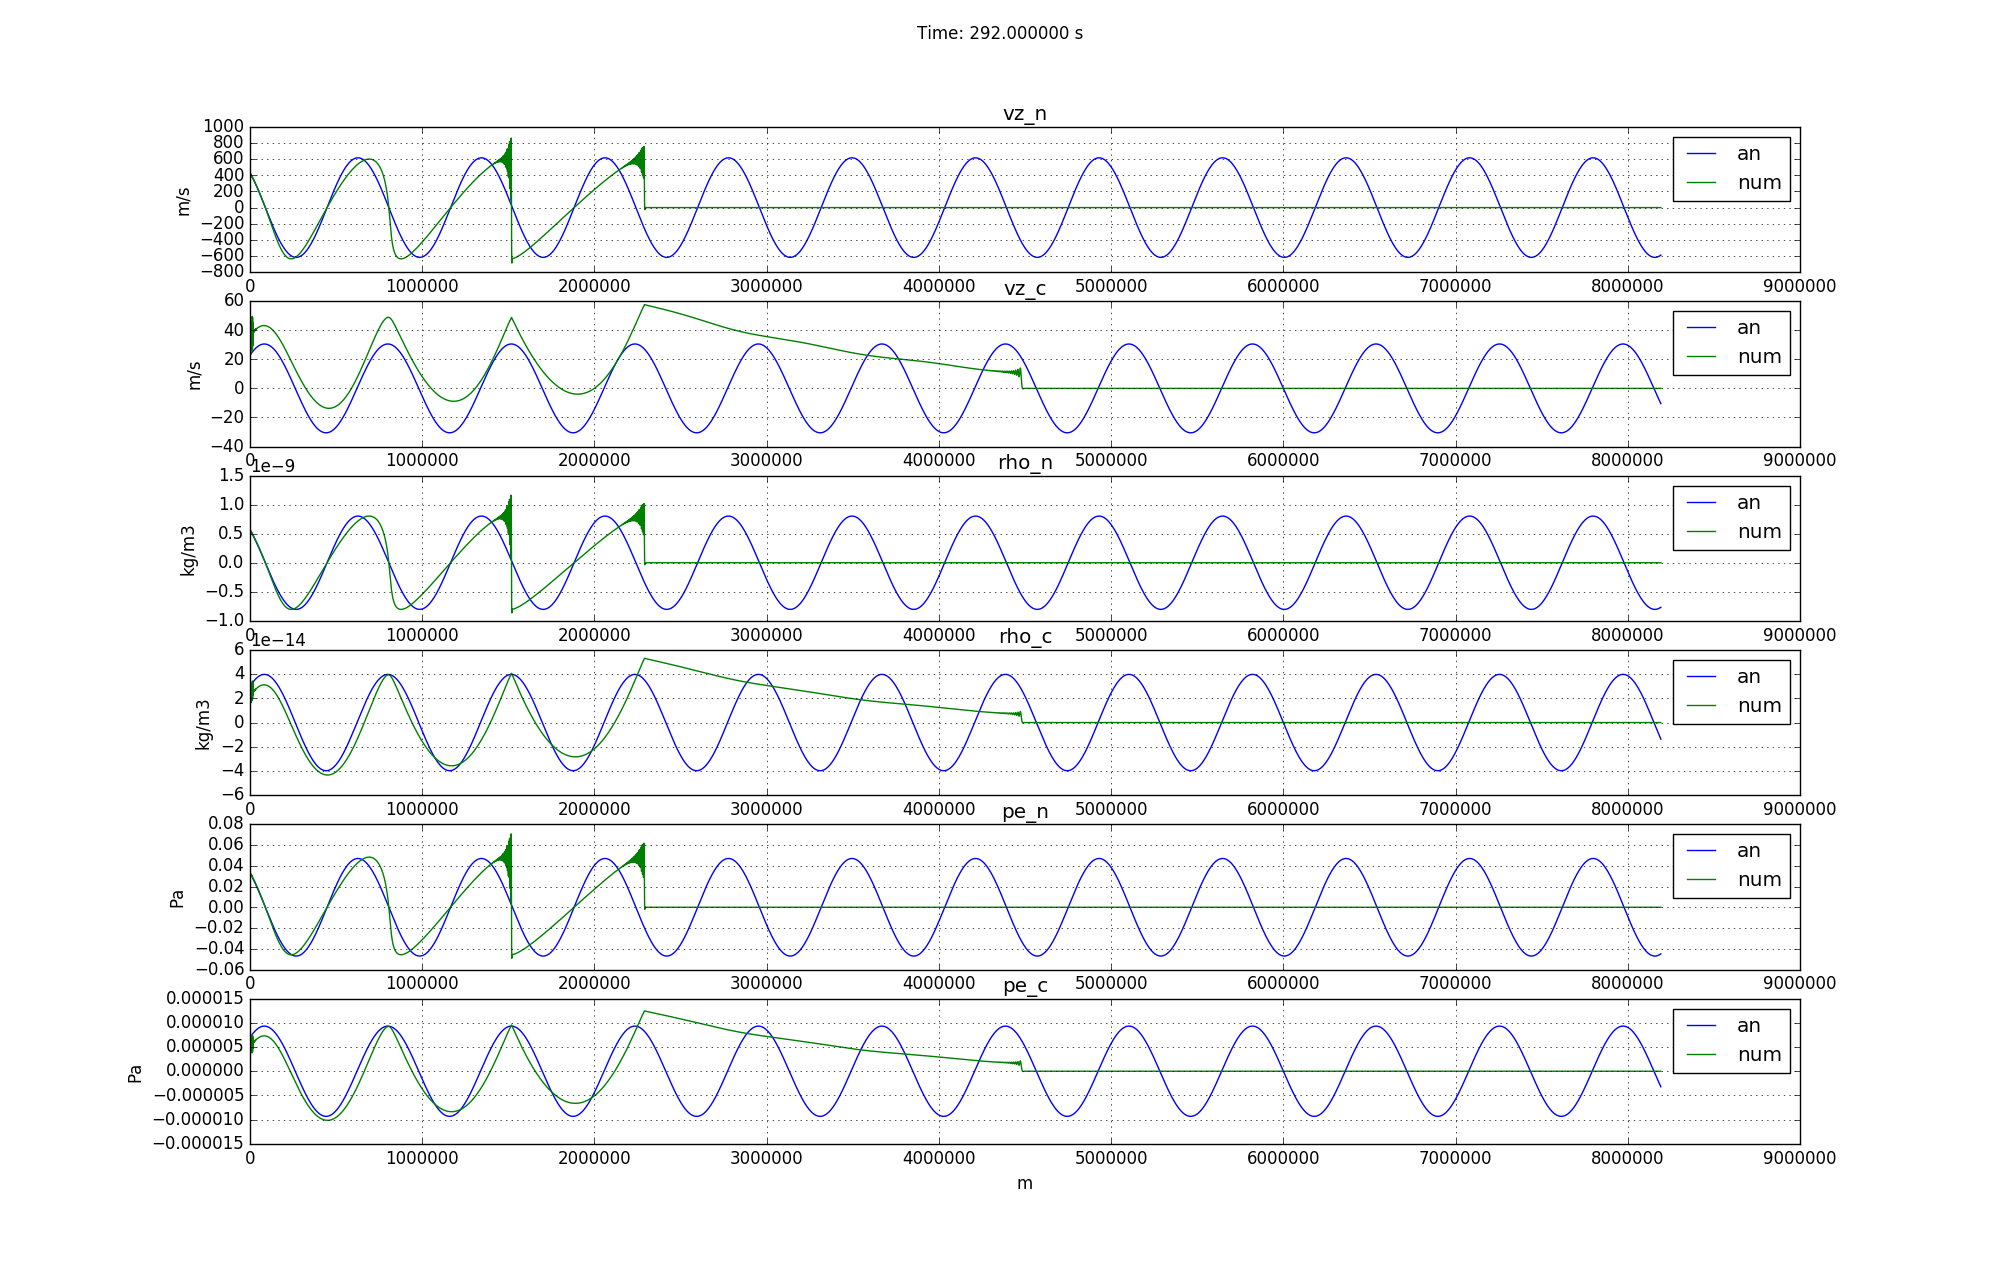 Time: 292.000000 s
vz_n
1000
800
600
400
200
0
−200
−400
−600
−800
m/s
an
num
0 1000000 2000000 3000000 4000000 5000000 6000000 7000000 8000000 9000000
vz_c
60
40
20
0
−20
−40
m/s
an
num
0 1000000 2000000 3000000 4000000 5000000 6000000 7000000 8000000 9000000
1e−9
rho_n
1.5
1.0
0.5
0.0
−0.5
−1.0
kg/m3
an
num
0 1000000 2000000 3000000 4000000 5000000 6000000 7000000 8000000 9000000
1e−14
rho_c
6
4
2
0
−2
−4
−6
kg/m3
an
num
0 1000000 2000000 3000000 4000000 5000000 6000000 7000000 8000000 9000000
pe_n
0.08
0.06
0.04
0.02
0.00
−0.02
−0.04
−0.06
Pa
an
num
0 1000000 2000000 3000000 4000000 5000000 6000000 7000000 8000000 9000000
pe_c
0.000015
0.000010
0.000005
0.000000
−0.000005
−0.000010
−0.000015
Pa
an
num
0 1000000 2000000 3000000 4000000 5000000 6000000 7000000 8000000 9000000
m